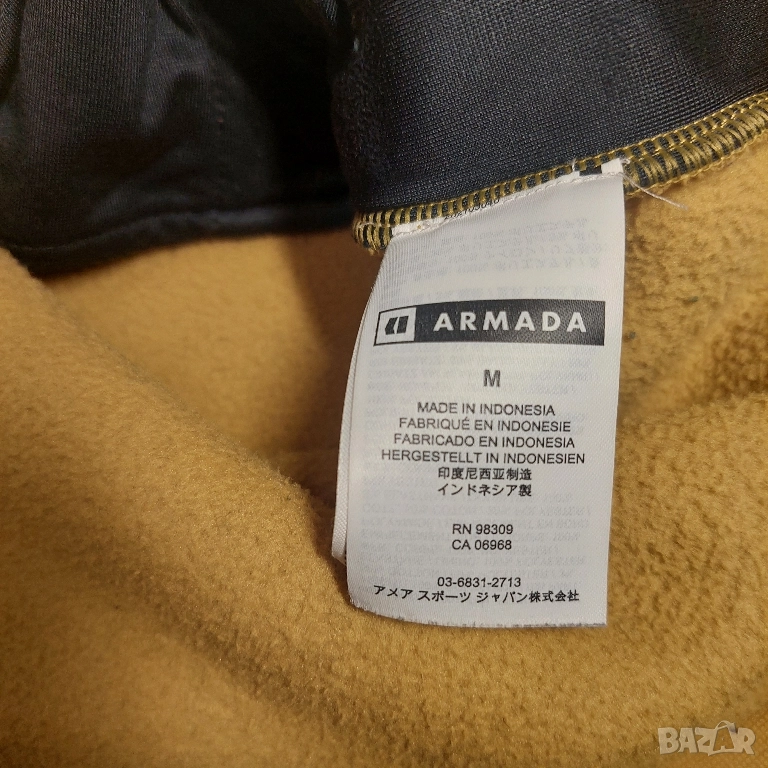 ARMADA
M
MADE IN INDONESIA
FABRIQUÉ EN INDONESIE
FABRICADO EN INDONESIA
HERGESTELLT IN INDONESIEN
印度尼西亚制造
インドネシア製
RN 98309
CA 06968
03-6831-2713
アメア スポーツ ジャパン株式会社
BAZAR